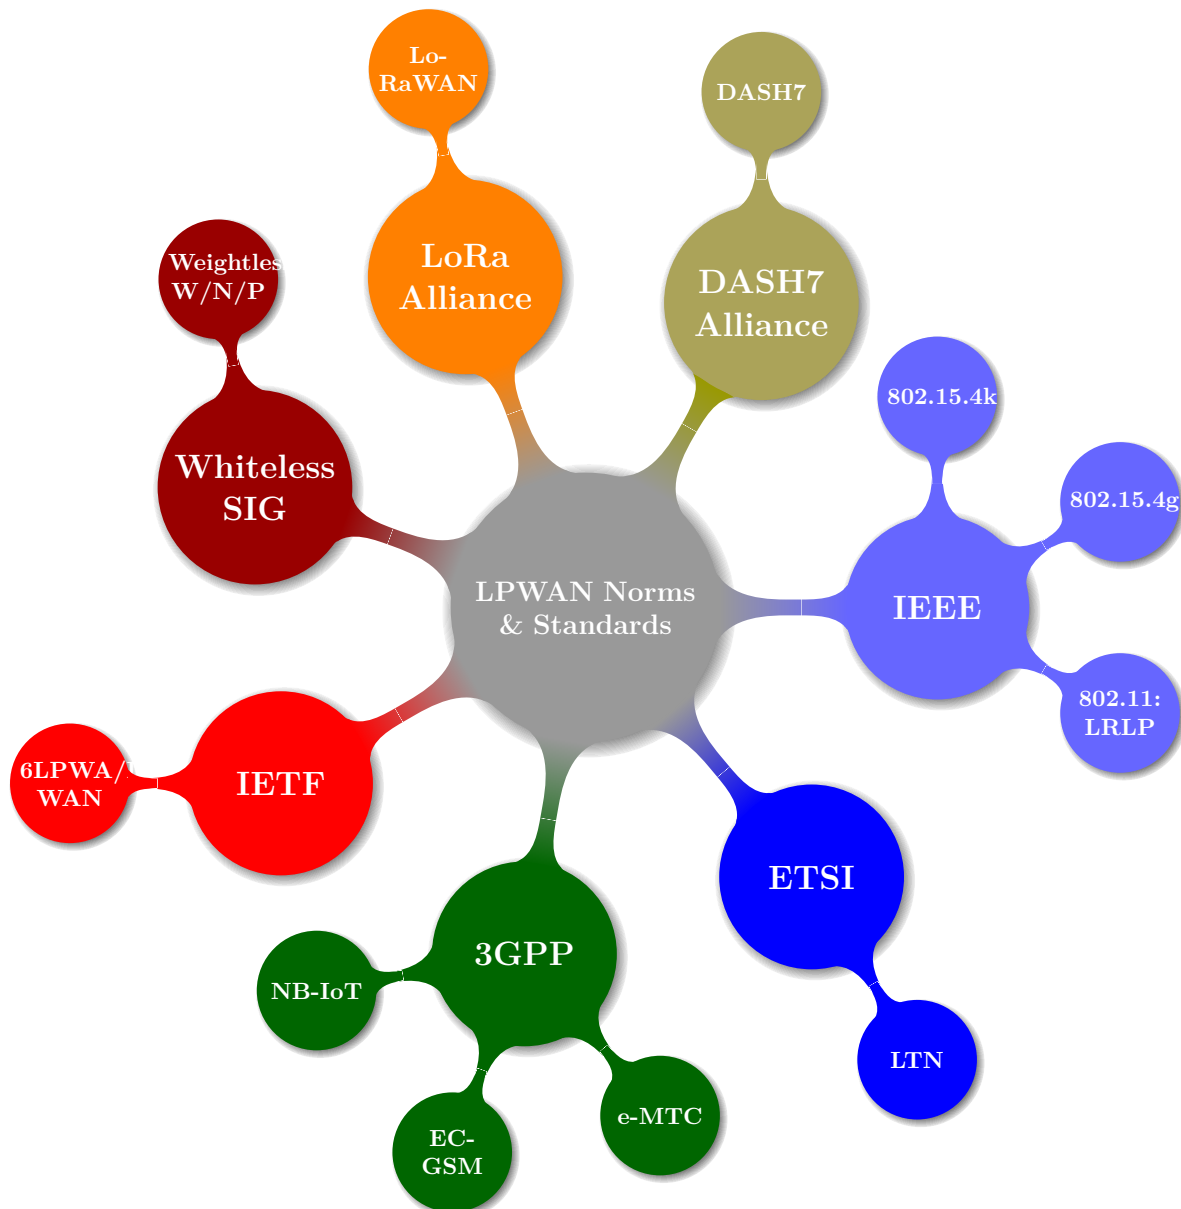 Lo-
RaWAN
DASH7
LoRa
Alliance
DASH7
Alliance
Weightles
W/N/P
802.15.4k
Whiteless
SIG
802.15.4g
LPWAN Norms
& Standards
IEEE
802.11:
LRLP
6LPWA/
WAN
IETF
ETSI
3GPP
NB-IoT
LTN
e-MTC
EC-
GSM